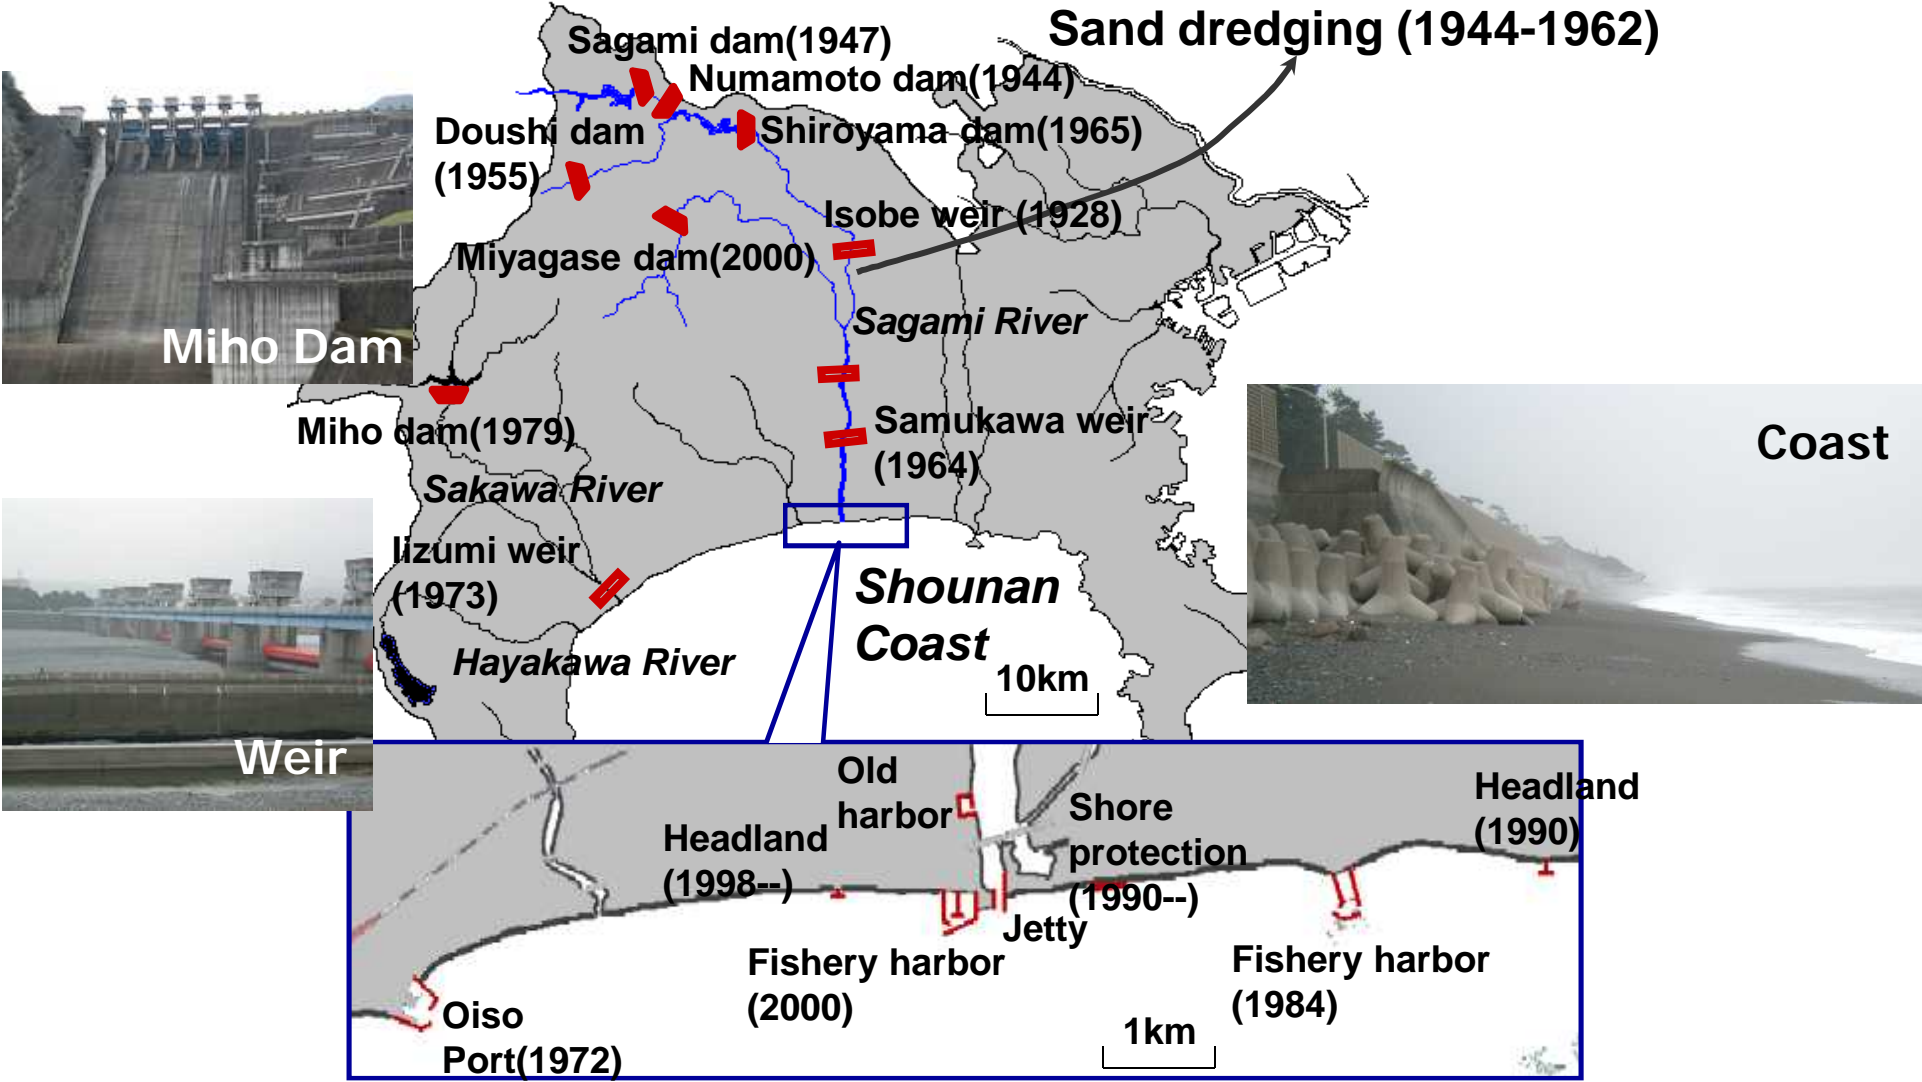 Sand dredging (1944-1962)
Sagami dam(1947)
Numamoto dam(1944)
Doushi dam
(1955)
Shiroyama dam(1965)
Isobe weir (1928)
Miyagase dam(2000)
Sagami River
Miho Dam
Miho dam(1979)
Samukawa weir
(1964)
Coast
Sakawa River
Iizumi weir
(1973)
Shounan
Coast
Hayakawa River
10km
Weir
Old
harbor
Headland
(1990)
Shore
protection
(1990--)
Headland
(1998--)
Jetty
Fishery harbor
(2000)
Fishery harbor
(1984)
Oiso
Port(1972)
1km